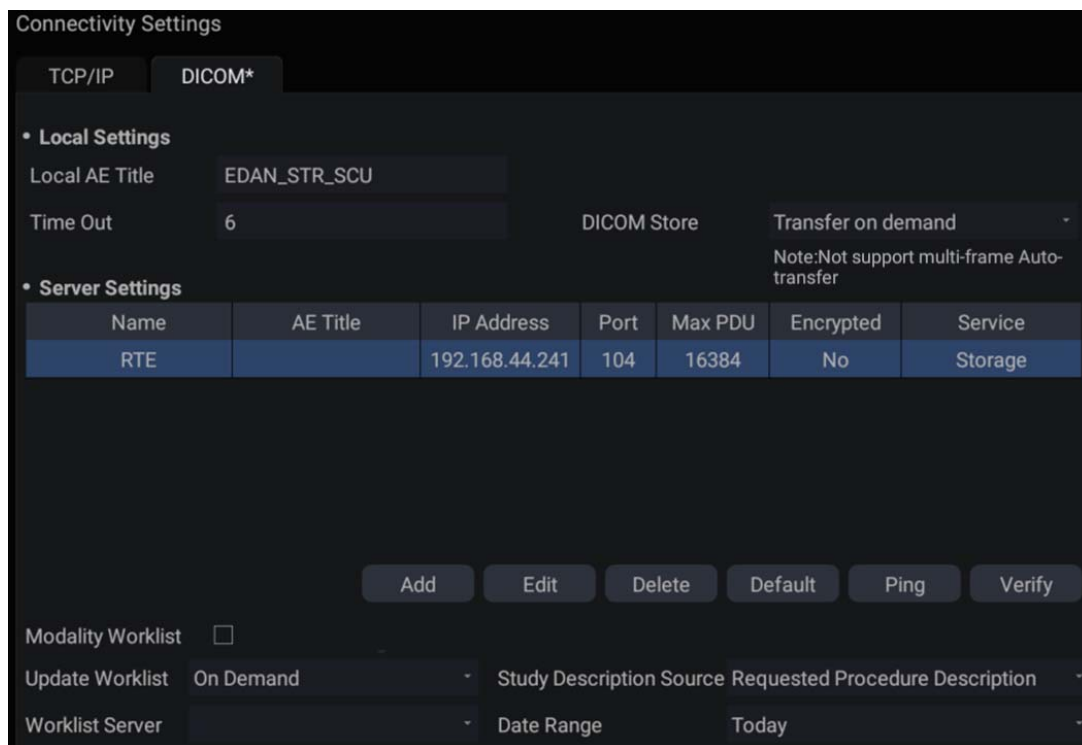 Connectivity Settings
TCP/IP DICOM*
• Local Settings
Local AE Title EDAN_STR_SCU
Time Out 6 DICOM Store Transfer on demand
Note:Not support multi-frame Auto-
transfer
• Server Settings
Name AE Title IP Address Port Max PDU Encrypted Service
RTE 192.168.44.241 104 16384 No Storage
Add Edit Delete Default Ping Verify
Modality Worklist
Update Worklist On Demand Study Description Source Requested Procedure Description
Worklist Server Date Range Today